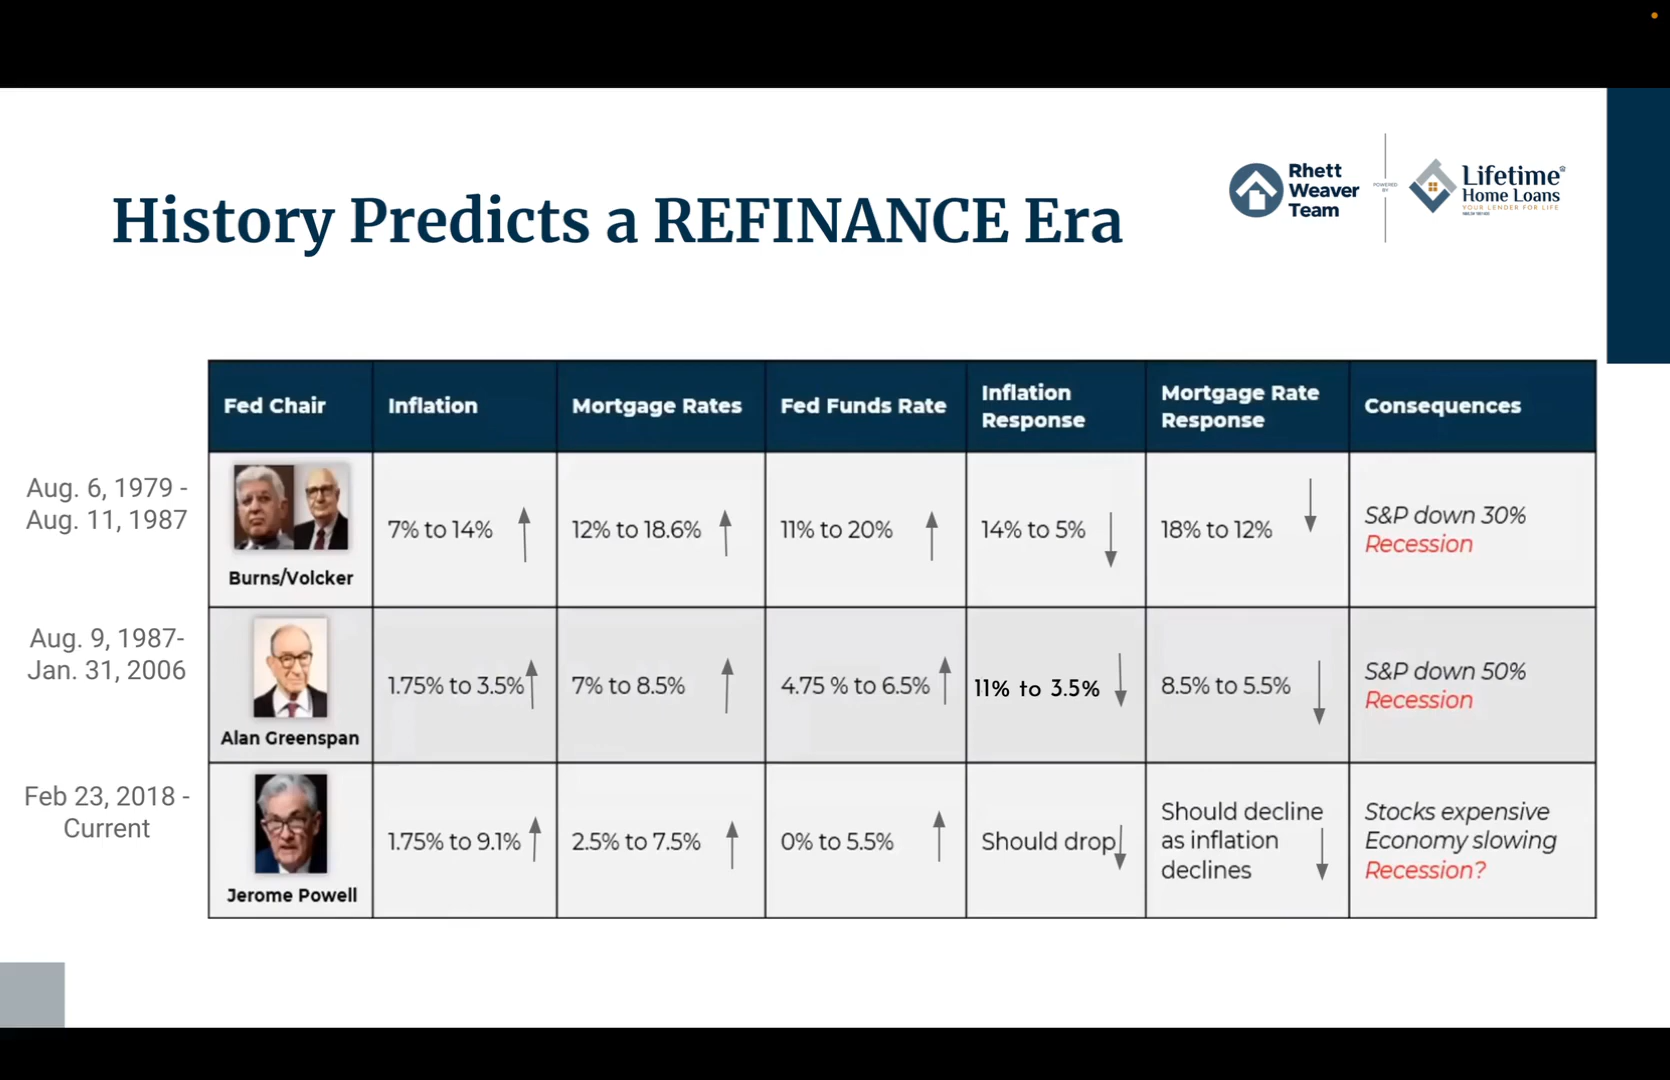 Rhett
Weaver
Team
POWERED
BY
Lifetime®
Home Loans
YOUR LENDER FOR LIFE
History Predicts a REFINANCE Era
Fed Chair
Inflation
Mortgage Rates
Fed Funds Rate
Inflation
Response
Mortgage Rate
Response
Consequences
Aug. 6, 1979 -
Aug. 11, 1987
Burns/Volcker
7% to 14%
12% to 18.6%
11% to 20%
14% to 5%
18% to 12%
S&P down 30%
Recession
Aug. 9, 1987-
Jan. 31, 2006
Alan Greenspan
1.75% to 3.5%
7% to 8.5%
4.75 % to 6.5%
11% to 3.5%
8.5% to 5.5%
S&P down 50%
Recession
Feb 23, 2018 -
Current
Jerome Powell
1.75% to 9.1%
2.5% to 7.5%
0% to 5.5%
Should drop
Should decline
as inflation
declines
Stocks expensive
Economy slowing
Recession?